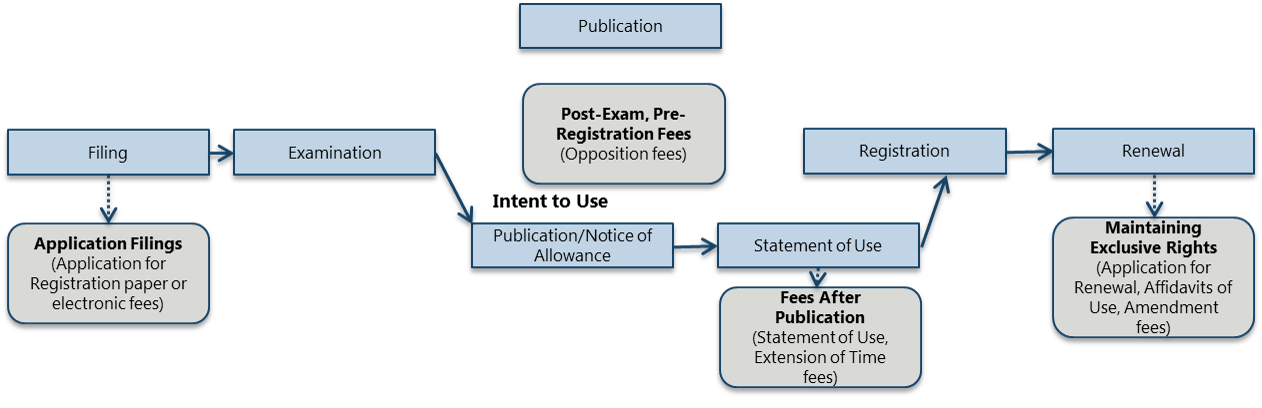 Publication
Post-Exam, Pre-
Registration Fees
(Opposition fees)
Filing
Examination
Registration
Renewal
Intent to Use
Publication/Notice of
Allowance
Statement of Use
Application Filings
(Application for
Registration paper or
electronic fees)
Fees After
Publication
(Statement of Use,
Extension of Time
fees)
Maintaining
Exclusive Rights
(Application for
Renewal, Affidavits of
Use, Amendment
fees)